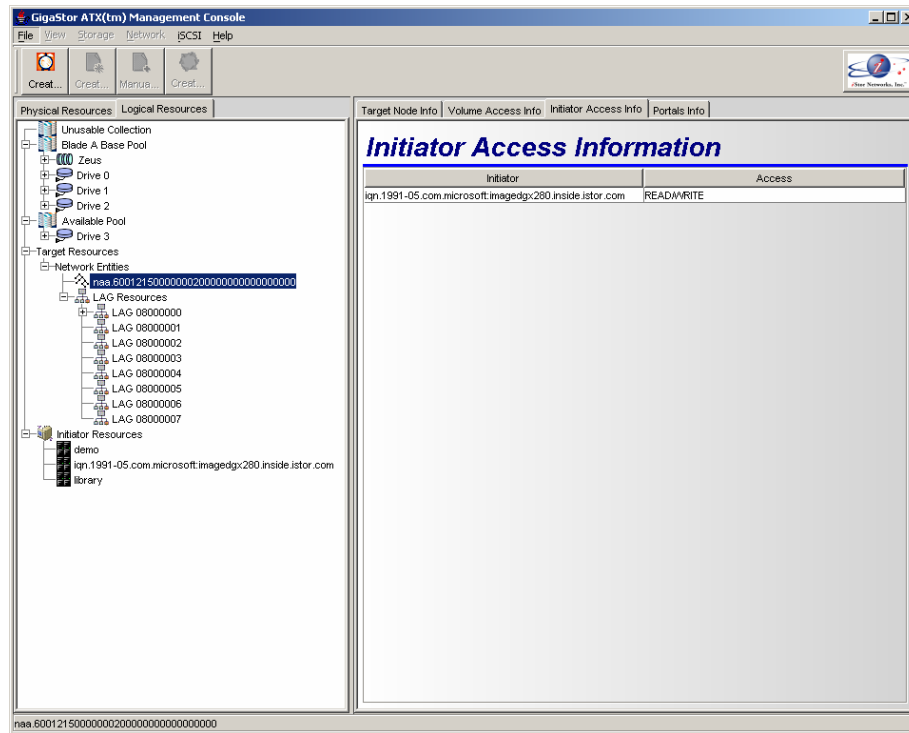 GigaStor ATX(tm) Management Console
File View Storage Network iSCSI Help
Creat... Creat... Manua... Creat...
iStor Networks, Inc.
Physical Resources Logical Resources
Unusable Collection
Blade A Base Pool
Zeus
Drive 0
Drive 1
Drive 2
Available Pool
Drive 3
Target Resources
Network Entities
LAG Resources
LAG 08000000
LAG 08000001
LAG 08000002
LAG 08000003
LAG 08000004
LAG 08000005
LAG 08000006
LAG 08000007
Initiator Resources
demo
iqn.1991-05.com.microsoft:imagedgx280.inside.istor.com
library
Target Node Info Volume Access Info Initiator Access Info Portals Info
Initiator Access Information
Initiator Access
iqn.1991-05.com.microsoft:imagedgx280.inside.istor.com READ/WRITE